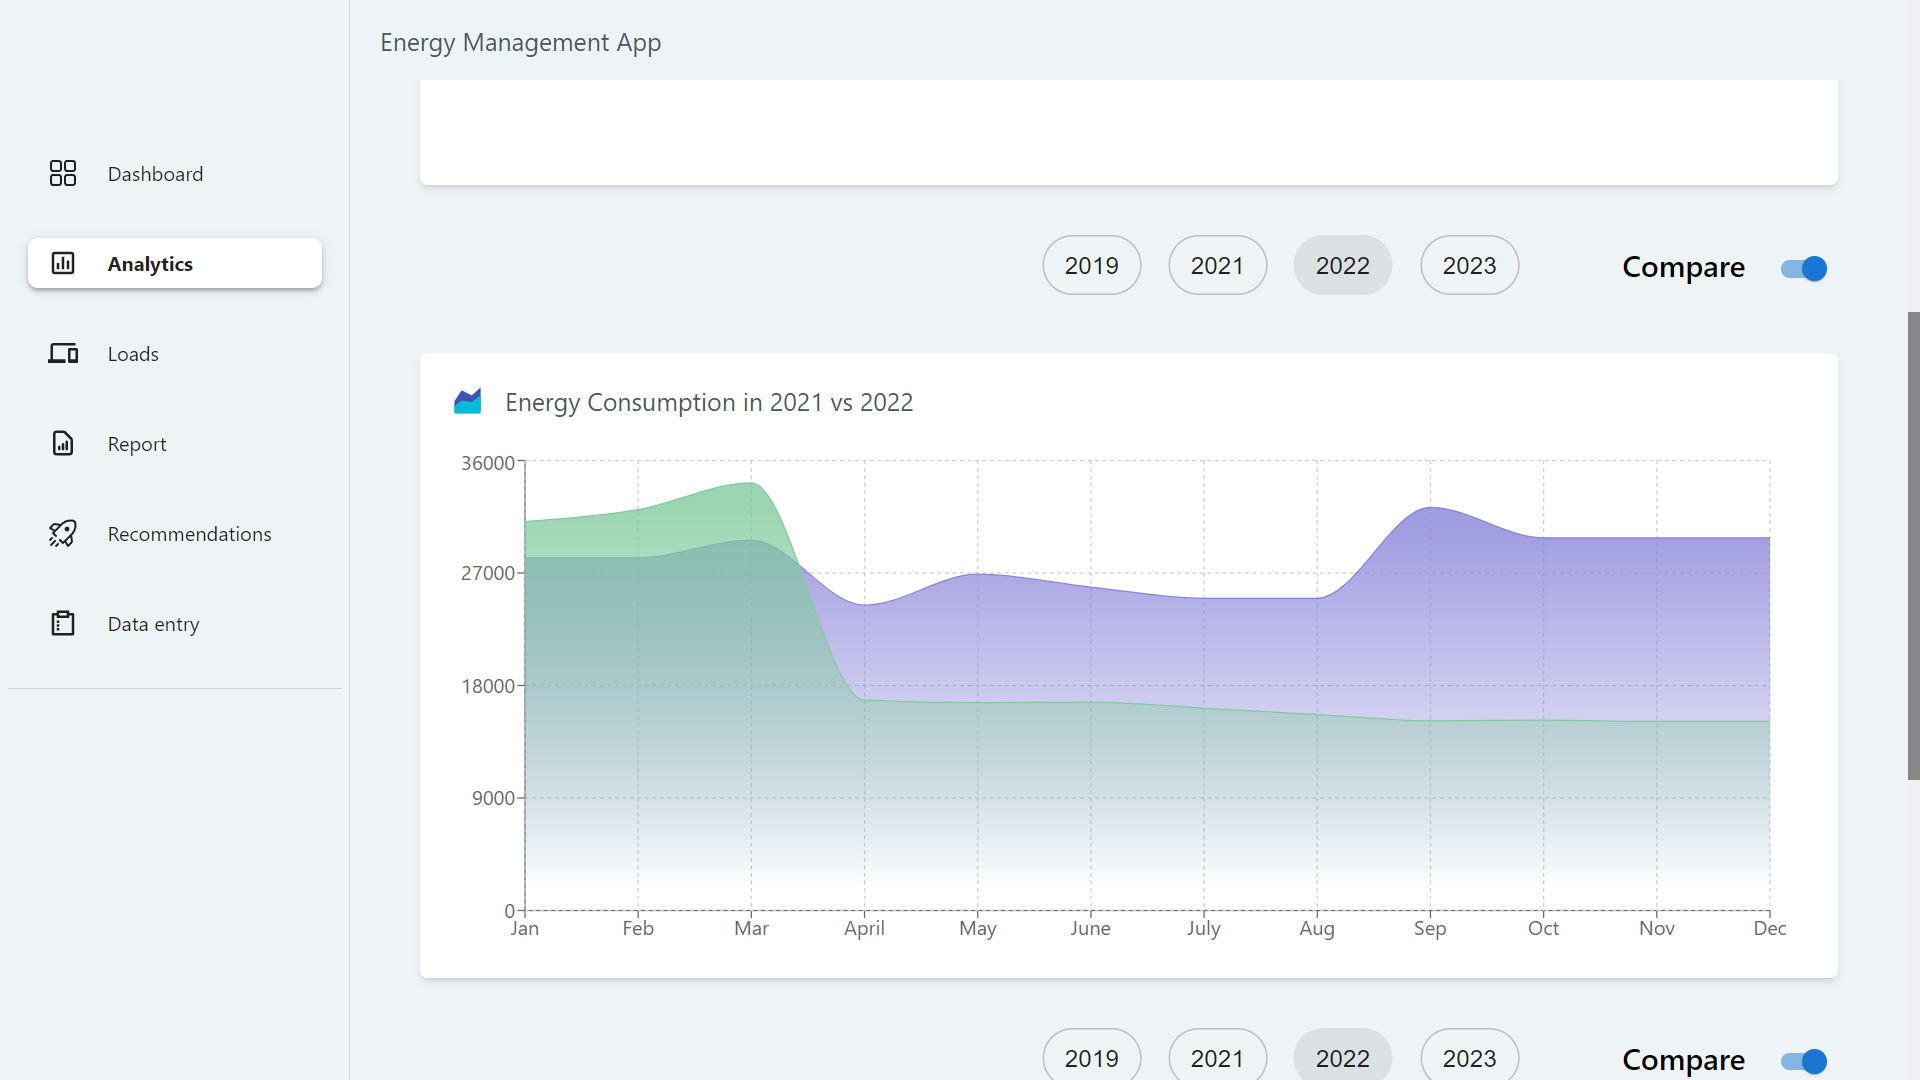 Energy Management App
Dashboard
Analytics
Loads
Report
Recommendations
Data entry
2019 2021 2022 2023 Compare
Energy Consumption in 2021 vs 2022
36000
27000
18000
9000
0
Jan Feb Mar April May June July Aug Sep Oct Nov Dec
2019 2021 2022 2023 Compare